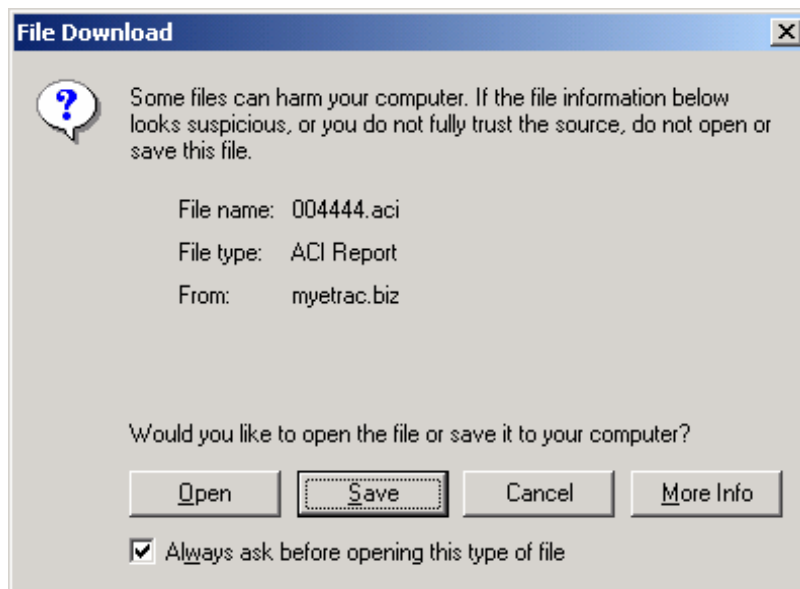 File Download
Some files can harm your computer. If the file information below
looks suspicious, or you do not fully trust the source, do not open or
save this file.
File name: 004444.aci
File type: ACI Report
From: myetrac.biz
Would you like to open the file or save it to your computer?
Open Save Cancel More Info
Always ask before opening this type of file